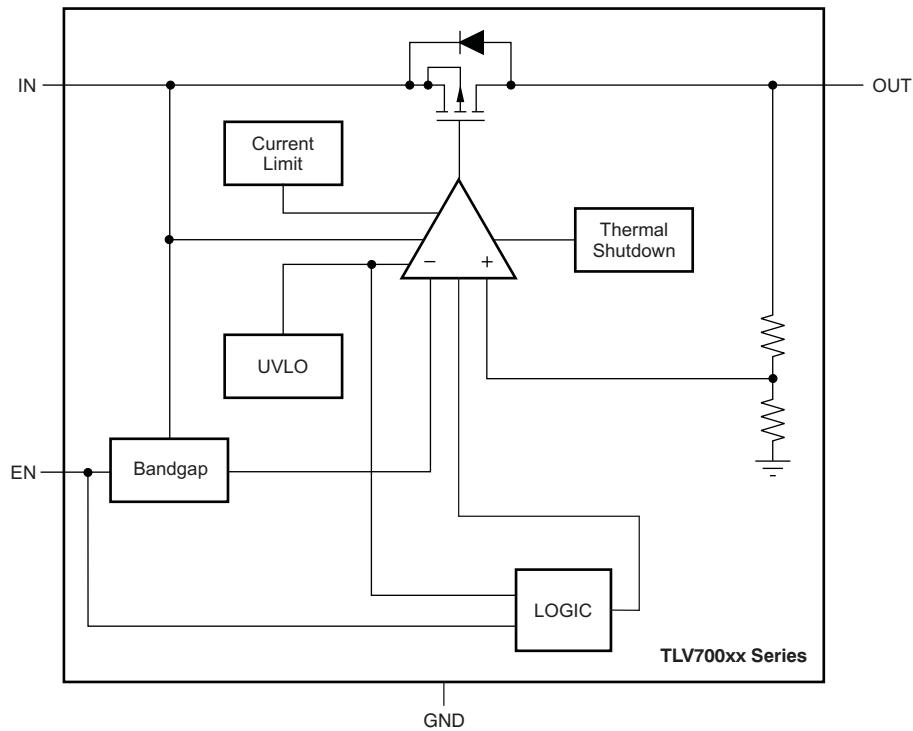 IN
OUT
Current
Limit
Thermal
Shutdown
−
+
UVLO
EN
Bandgap
LOGIC
TLV700xx Series
GND